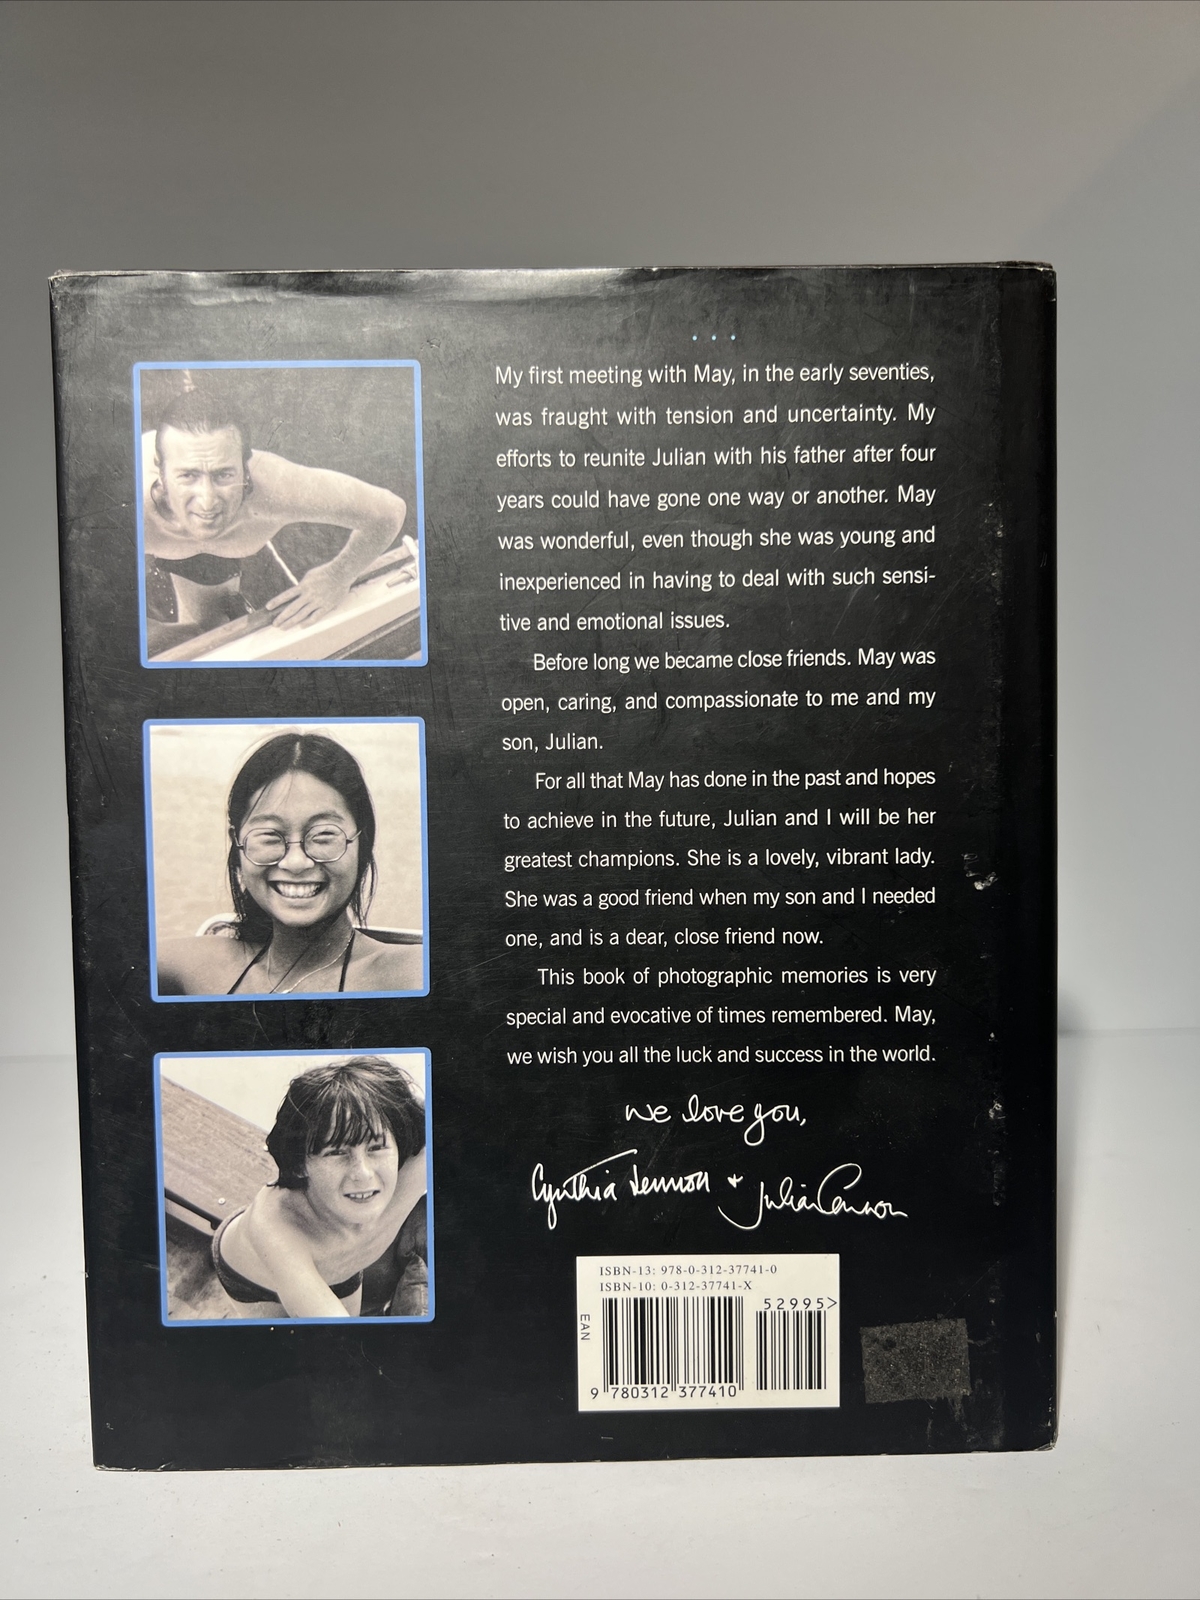 • • •
My first meeting with May, in the early seventies,
was fraught with tension and uncertainty. My
efforts to reunite Julian with his father after four
years could have gone one way or another. May
was wonderful, even though she was young and
inexperienced in having to deal with such sensi-
tive and emotional issues.
Before long we became close friends. May was
open, caring, and compassionate to me and my
son, Julian.
For all that May has done in the past and hopes
to achieve in the future, Julian and I will be her
greatest champions. She is a lovely, vibrant lady.
She was a good friend when my son and I needed
one, and is a dear, close friend now.
This book of photographic memories is very
special and evocative of times remembered. May,
we wish you all the luck and success in the world.
we love you,
Cynthia Lennon + Julian Lennon
ISBN-13: 978-0-312-37741-0
ISBN-10: 0-312-37741-X
52995>
EAN
9 780312 377410